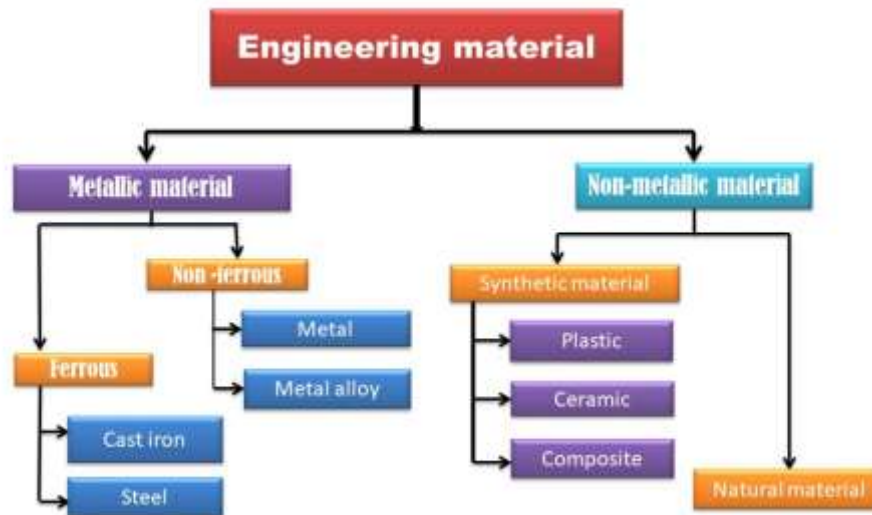 Engineering material
Metallic material
Non-metallic material
Non -ferrous
Synthetic material
Metal
Plastic
Ferrous
Metal alloy
Ceramic
Cast iron
Composite
Steel
Natural material